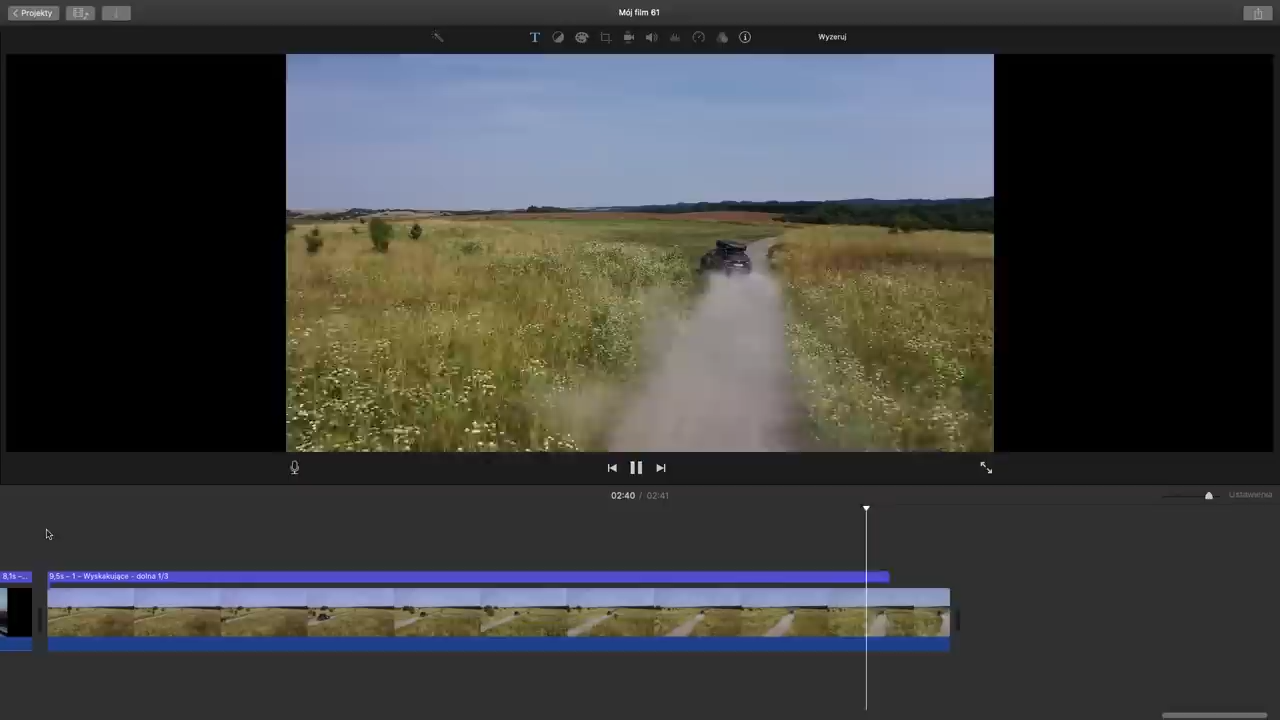 Projekty
Mój film 61
T
Wyzeruj
02:40 / 02:41
Ustawienia
8,1s –...
9,5s – 1 – Wyskakujące – dolna 1/3